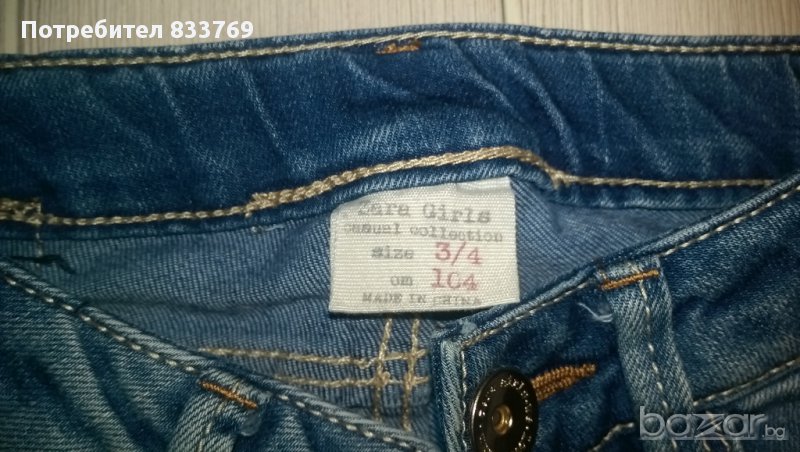 Потребител 833769
Zara Girls
casual collection
size 3/4
cm 104
MADE IN CHINA
bazar.bg